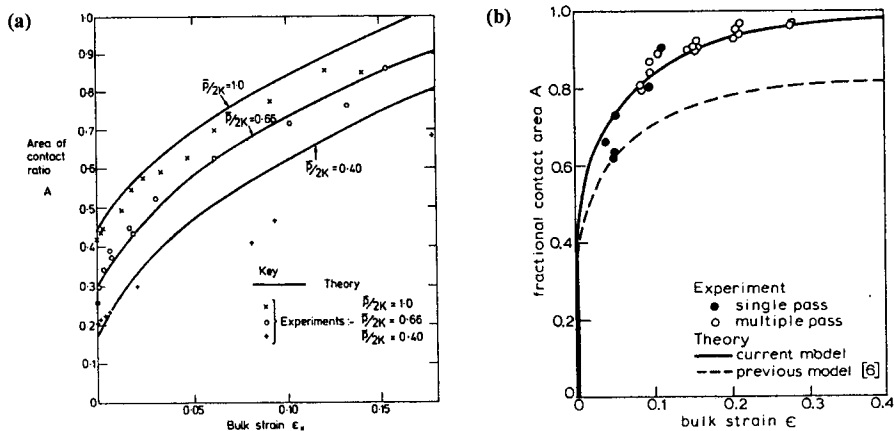 (a)
1·0
0·9
0·8
0·7
0·6
0·5
0·4
0·3
0·2
0·1
0
Area of
contact
ratio
A
p̄/2K=1·0
p̄/2K=0·66
p̄/2K=0·40
Key
Theory
Experiments :-
p̄/2K = 1·0
p̄/2K = 0·66
p̄/2K = 0·40
0
0·05
0·10
0·15
Bulk strain
(b)
1.0
0.8
0.6
0.4
0.2
0
fractional contact area A
Experiment
single pass
multiple pass
Theory
current model
previous model [6]
0
0.1
0.2
0.3
0.4
bulk strain ϵ